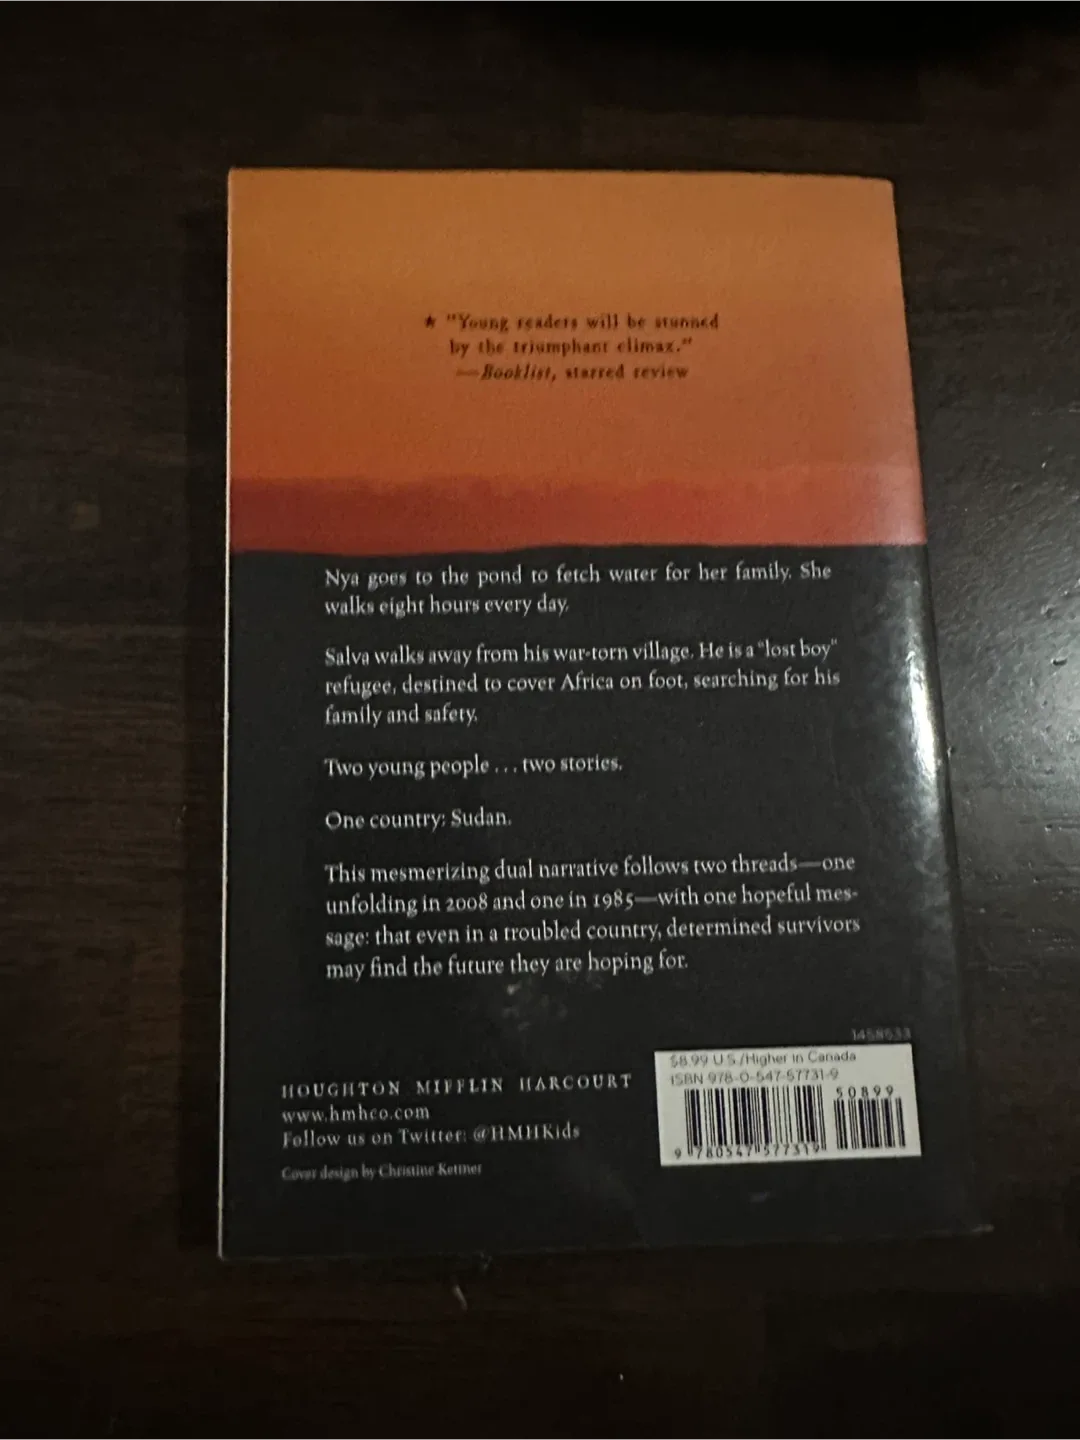 ★ "Young readers will be stunned
by the triumphant climax."
—Booklist, starred review
Nya goes to the pond to fetch water for her family. She
walks eight hours every day.
Salva walks away from his war-torn village. He is a "lost boy"
refugee, destined to cover Africa on foot, searching for his
family and safety.
Two young people . . . two stories.
One country: Sudan.
This mesmerizing dual narrative follows two threads—one
unfolding in 2008 and one in 1985—with one hopeful mes-
sage: that even in a troubled country, determined survivors
may find the future they are hoping for.
1458533
$8.99 U.S./Higher in Canada
ISBN 978-0-547-57731-9
50899
9 780547 577319
HOUGHTON MIFFLIN HARCOURT
www.hmhco.com
Follow us on Twitter: @HMHKids
Cover design by Christine Kettner